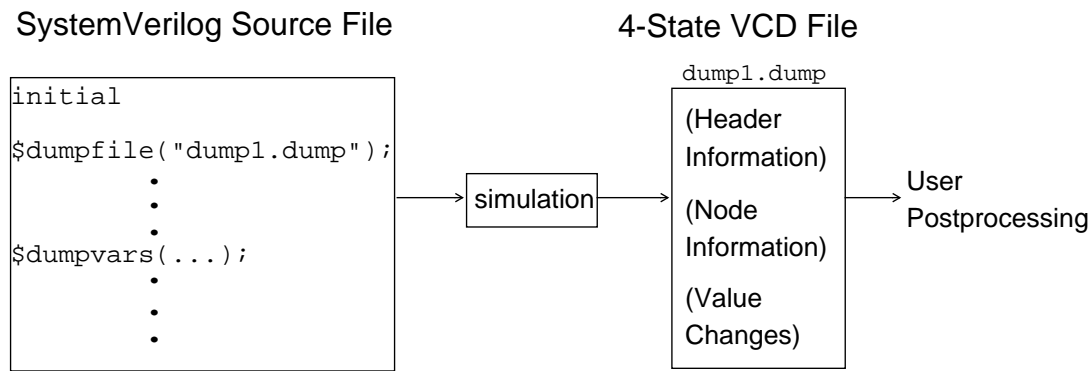 SystemVerilog Source File
4-State VCD File
initial
$dumpfile("dump1.dump");
$dumpvars(...);
simulation
dump1.dump
(Header
Information)
(Node
Information)
(Value
Changes)
User
Postprocessing